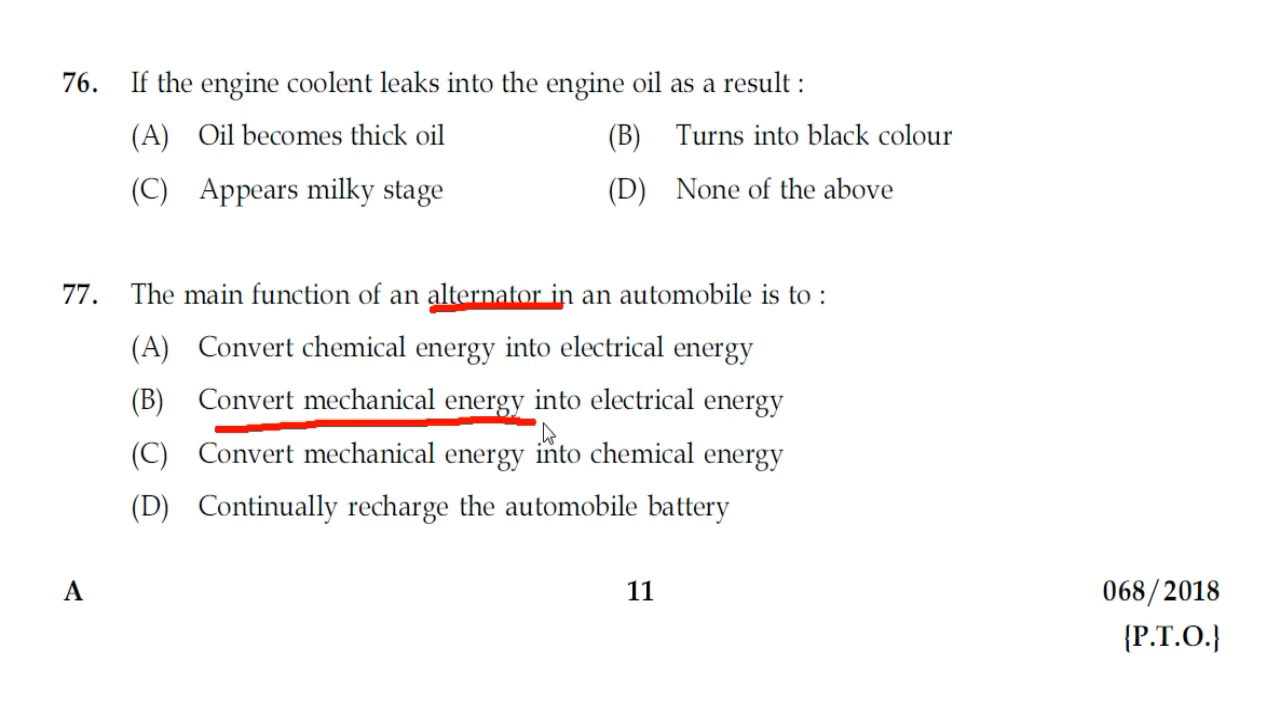 76. If the engine coolent leaks into the engine oil as a result :
(A) Oil becomes thick oil (B) Turns into black colour
(C) Appears milky stage (D) None of the above
77. The main function of an alternator in an automobile is to :
(A) Convert chemical energy into electrical energy
(B) Convert mechanical energy into electrical energy
(C) Convert mechanical energy into chemical energy
(D) Continually recharge the automobile battery
A 11 068/2018
{P.T.O.}